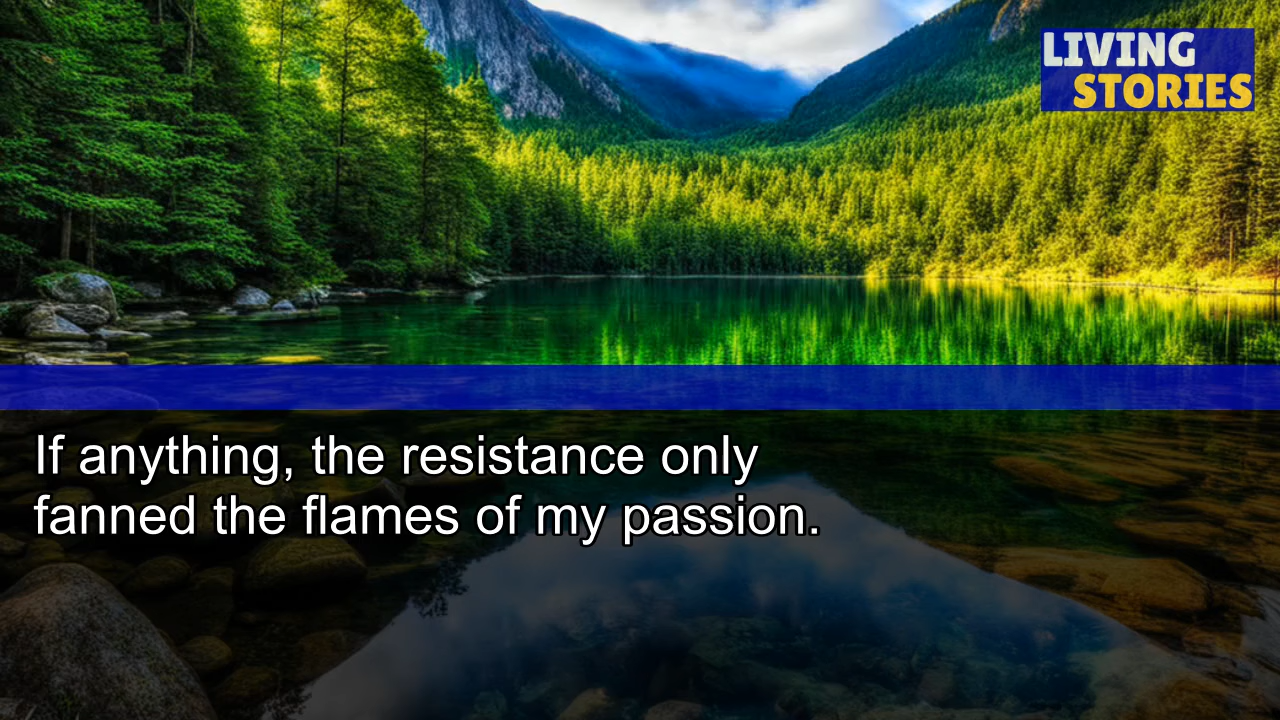 LIVING
STORIES
If anything, the resistance only
fanned the flames of my passion.